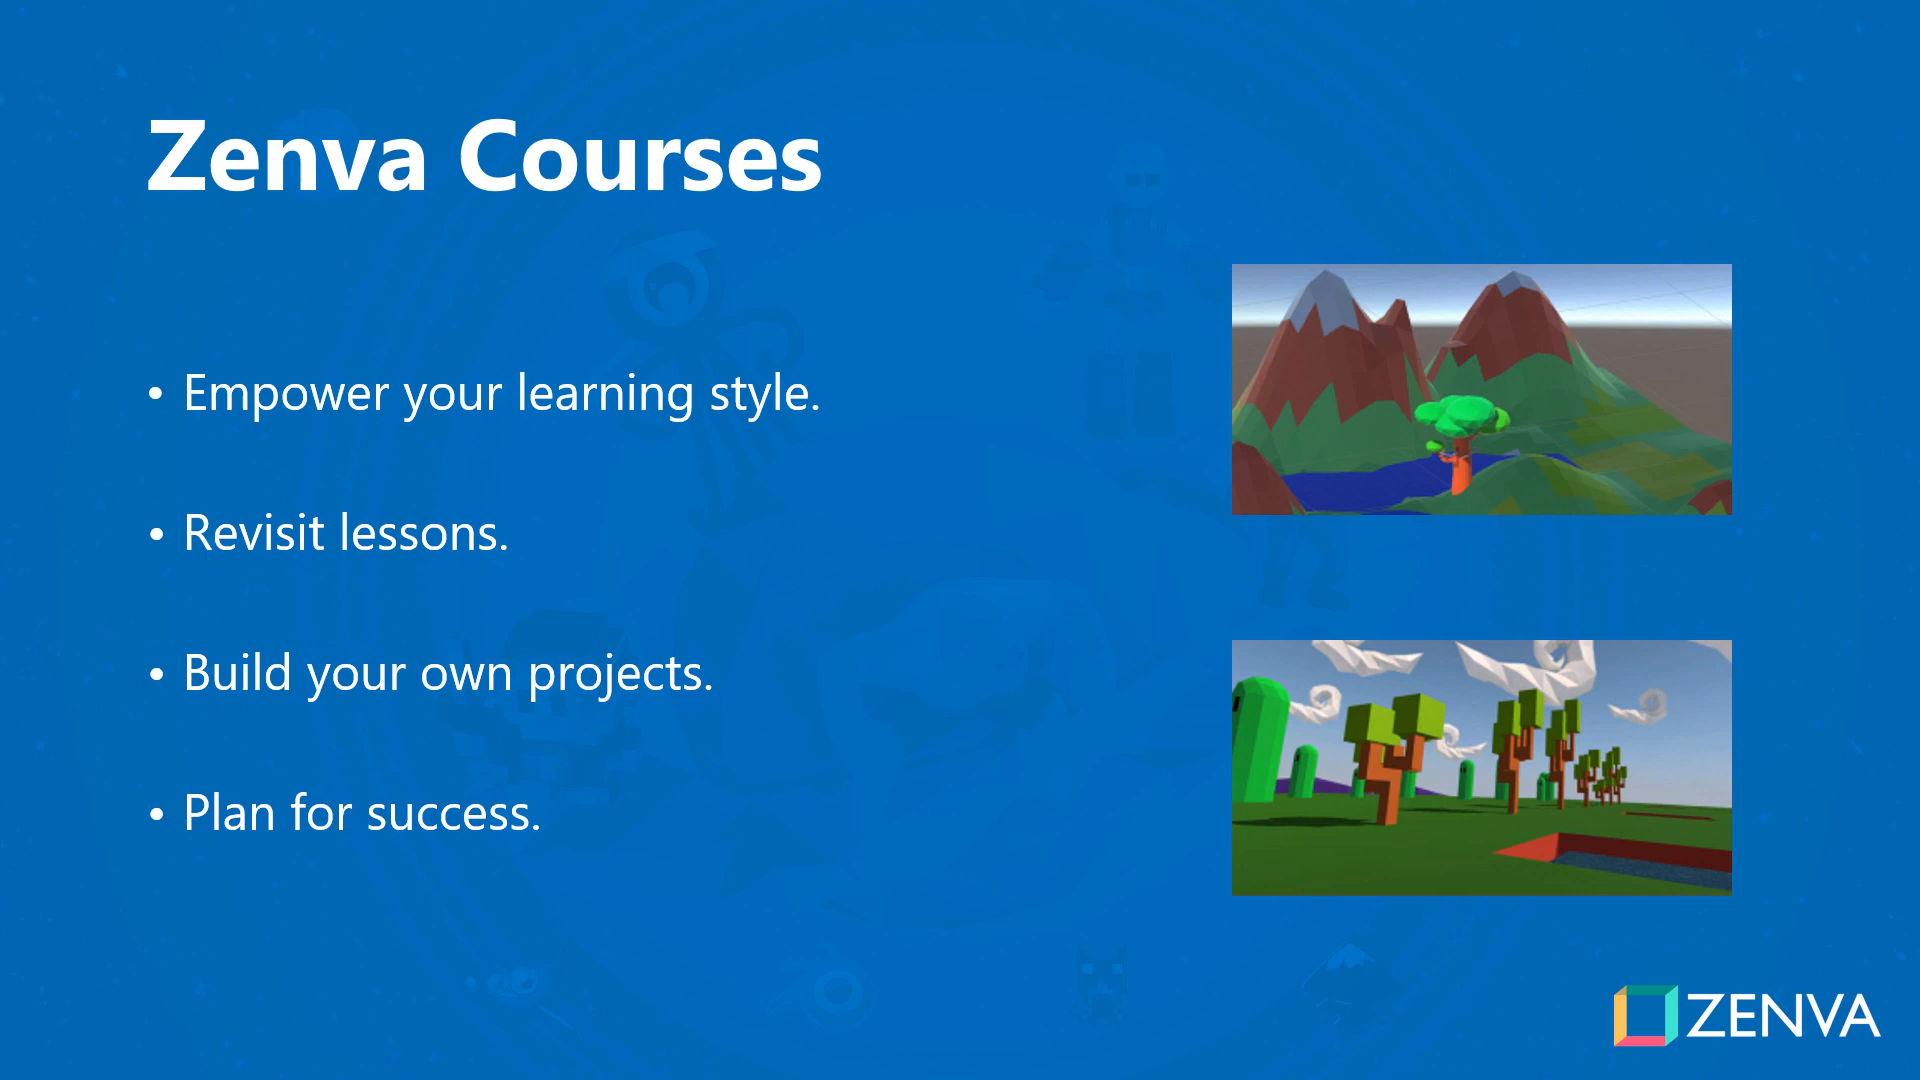 Zenva Courses
• Empower your learning style.
• Revisit lessons.
• Build your own projects.
• Plan for success.
ZENVA